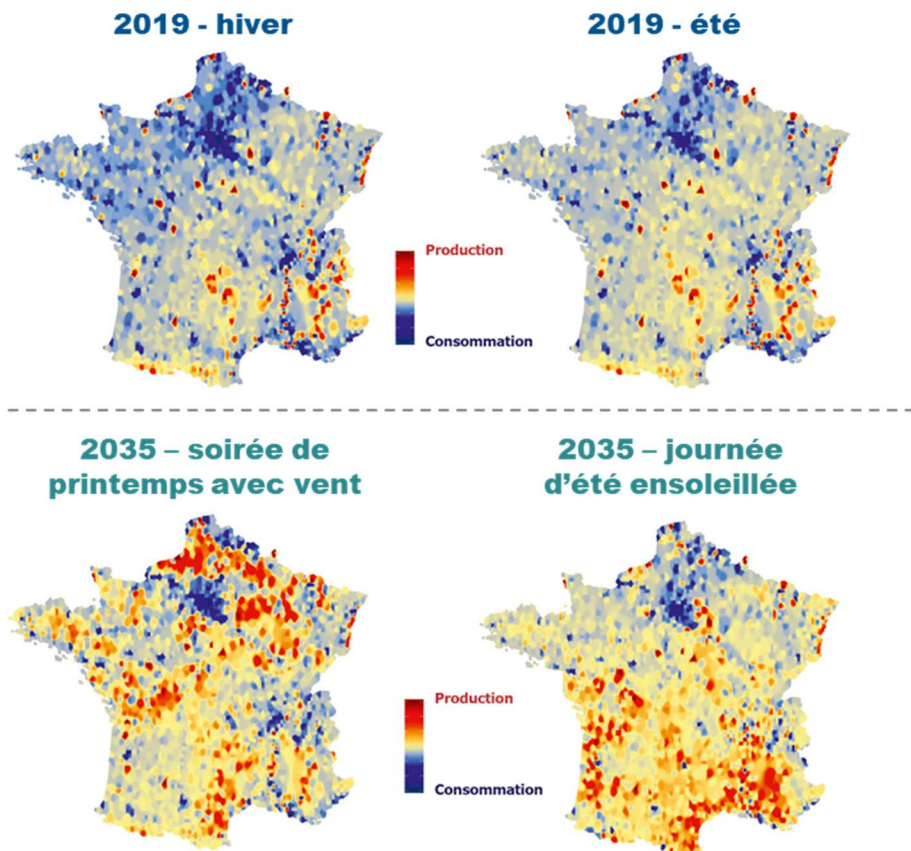 2019 - hiver
2019 - été
Production
Consommation
2035 – soirée de
printemps avec vent
2035 – journée
d'été ensoleillée
Production
Consommation